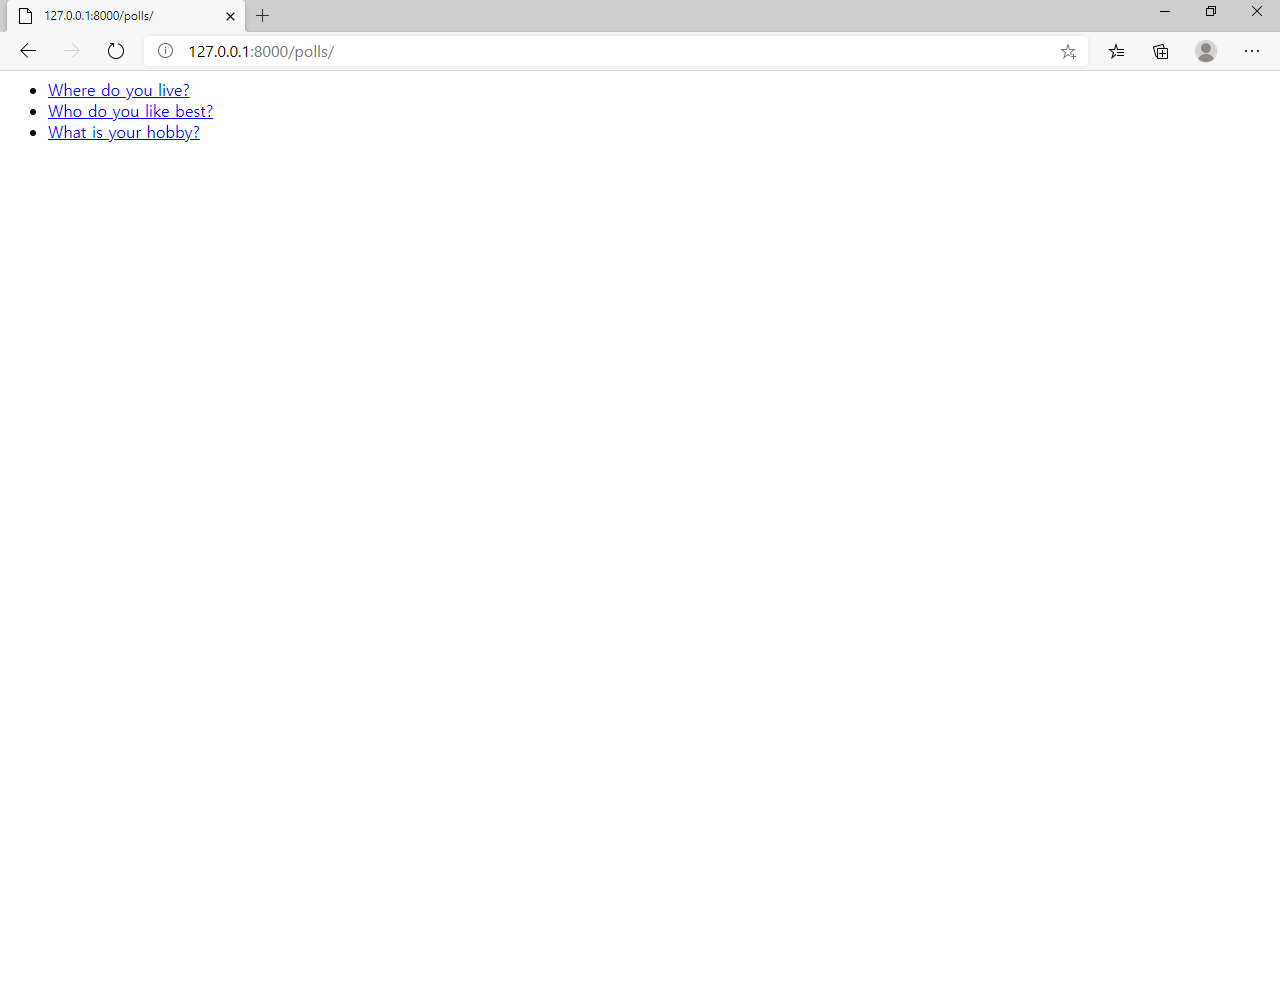 127.0.0.1:8000/polls/
127.0.0.1:8000/polls/
Where do you live?
Who do you like best?
What is your hobby?